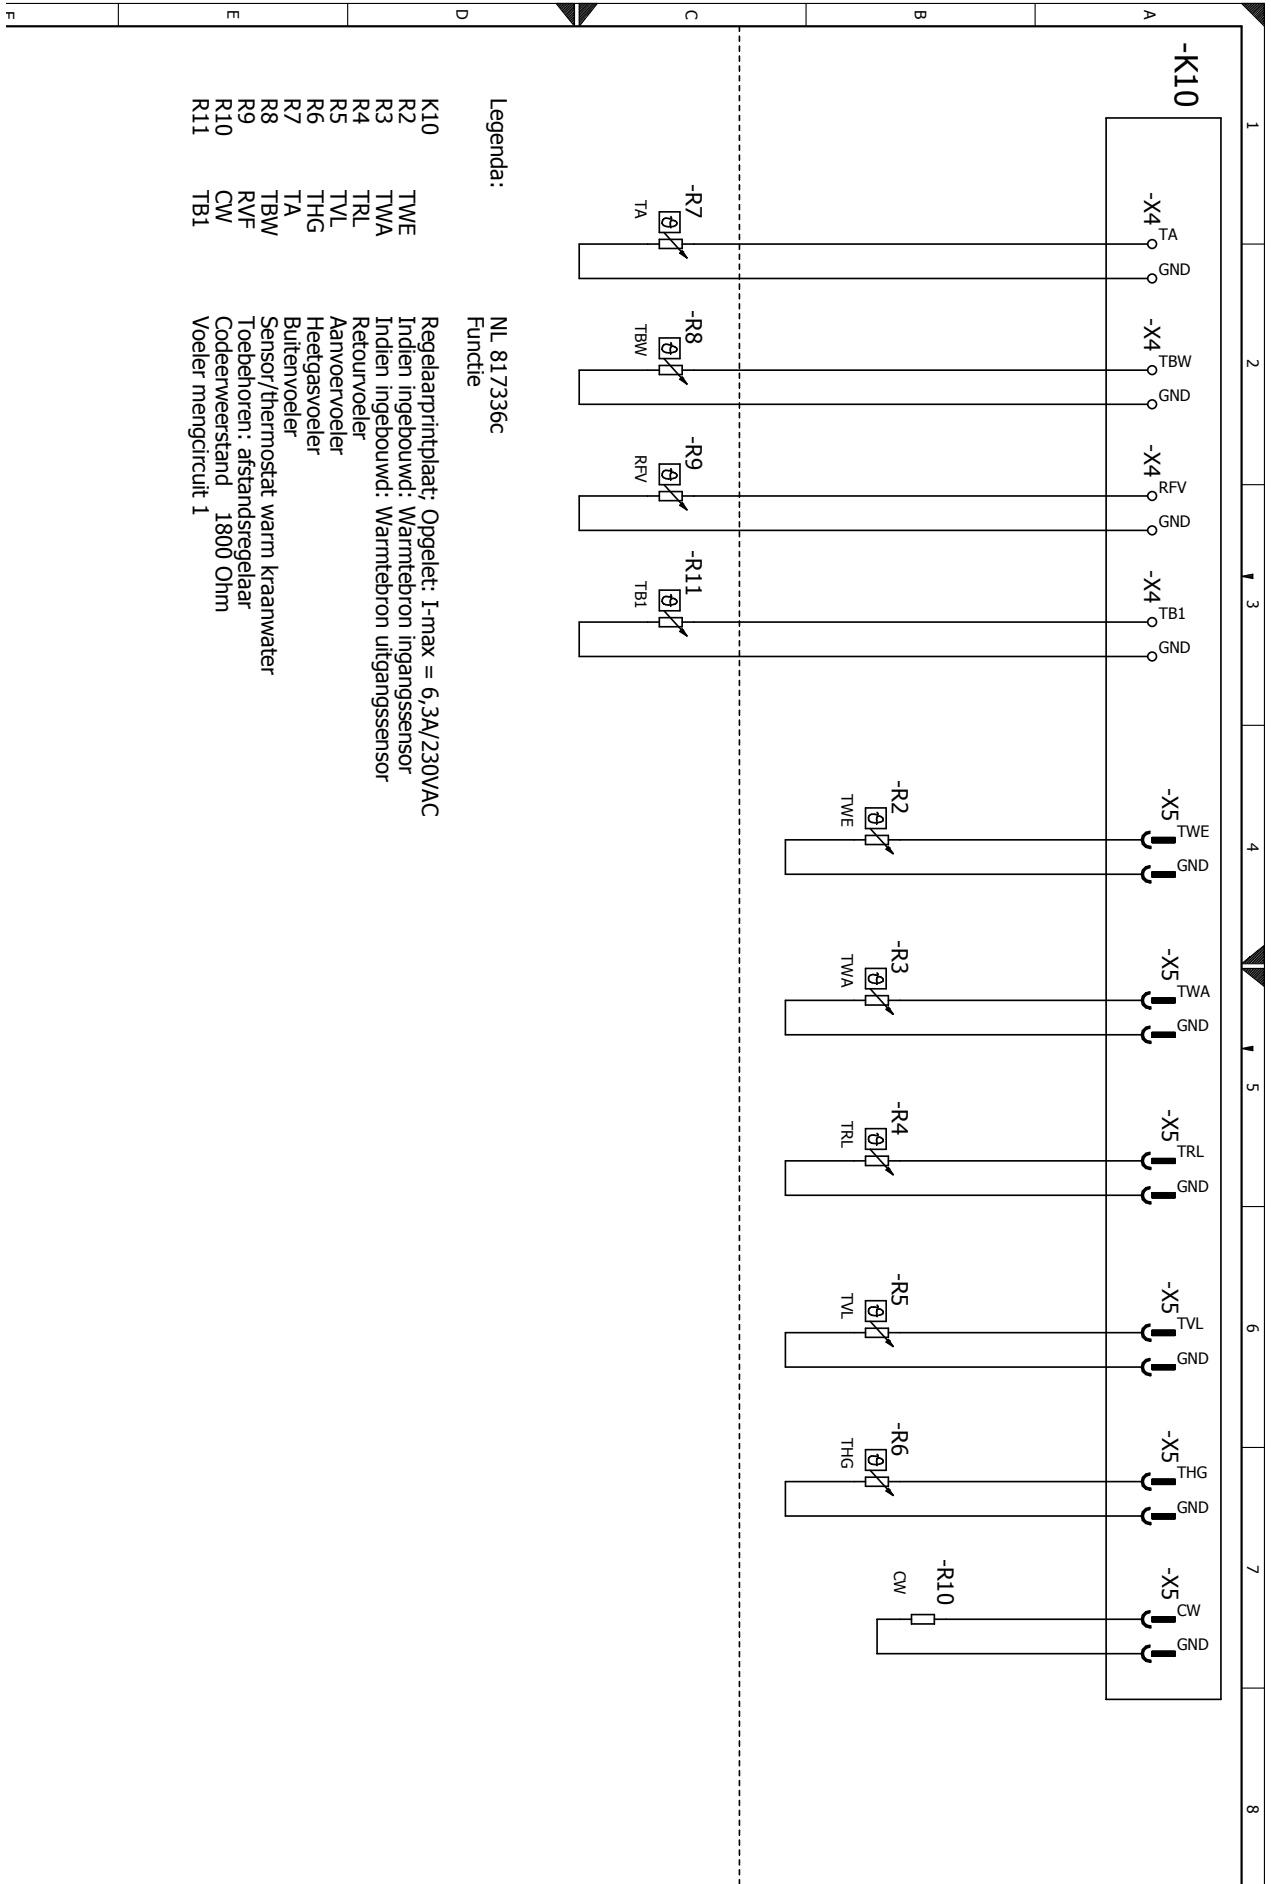 1 2 3 4 5 6 7 8
A
B
C
D
E
F
-K10
-X4 TA GND
-X4 TBW GND
-X4 RFV GND
-X4 TB1 GND
-X5 TWE GND
-X5 TWA GND
-X5 TRL GND
-X5 TVL GND
-X5 THG GND
-X5 CW GND
-R2
TWE
-R3
TWA
-R4
TRL
-R5
TVL
-R6
THG
-R10
CW
-R7
TA
-R8
TBW
-R9
RFV
-R11
TB1
Legenda: NL 817336c
Functie
K10 Regelaarprintplaat; Opgelet: I-max = 6,3A/230VAC
R2 TWE Indien ingebouwd: Warmtebron ingangssensor
R3 TWA Indien ingebouwd: Warmtebron uitgangssensor
R4 TRL Retourvoeler
R5 TVL Aanvoervoeler
R6 THG Heetgasvoeler
R7 TA Buitenvoeler
R8 TBW Sensor/thermostat warm kraanwater
R9 RVF Toebehoren: afstandsregelaar
R10 CW Codeerweerstand 1800 Ohm
R11 TB1 Voeler mengcircuit 1